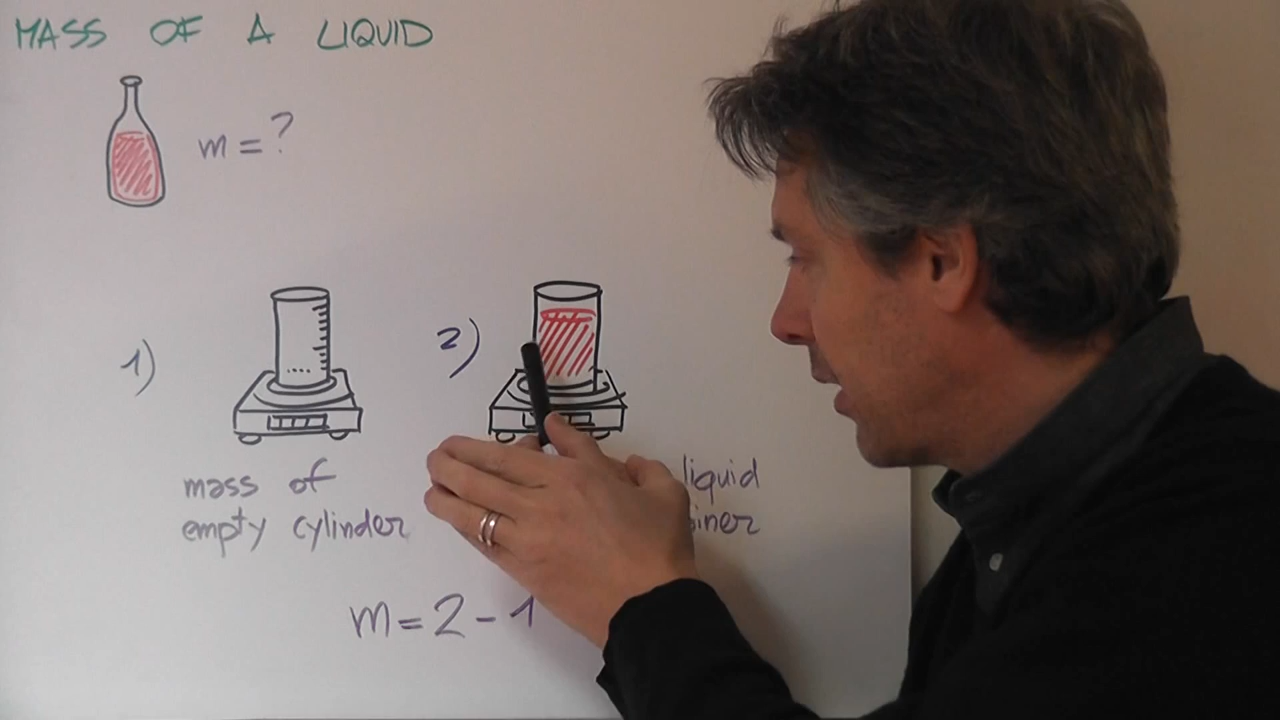 MASS OF A LIQUID
m = ?
1)
2)
mass of
empty cylinder
liquid
m = 2 - 1